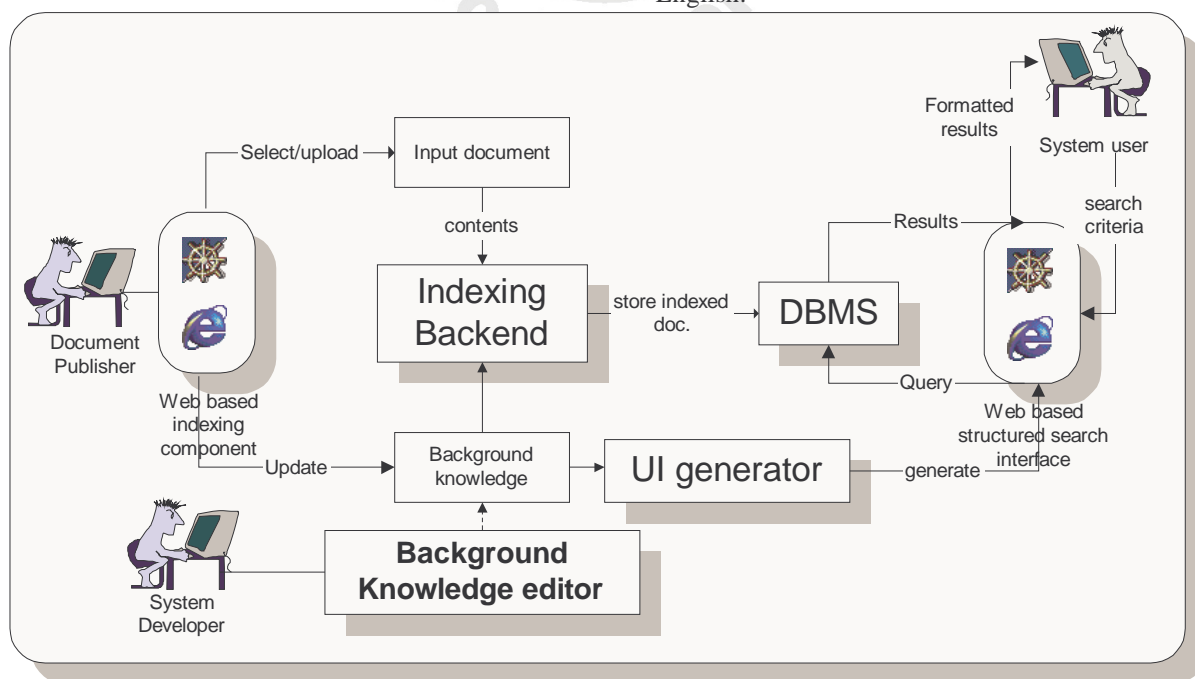 English.
Formatted
results
System user
Select/upload
Input document
search
criteria
contents
Results
Indexing
Backend
store indexed
doc.
DBMS
Document
Publisher
Query
Web based
indexing
component
Web based
structured search
interface
Update
Background
knowledge
UI generator
generate
Background
Knowledge editor
System
Developer